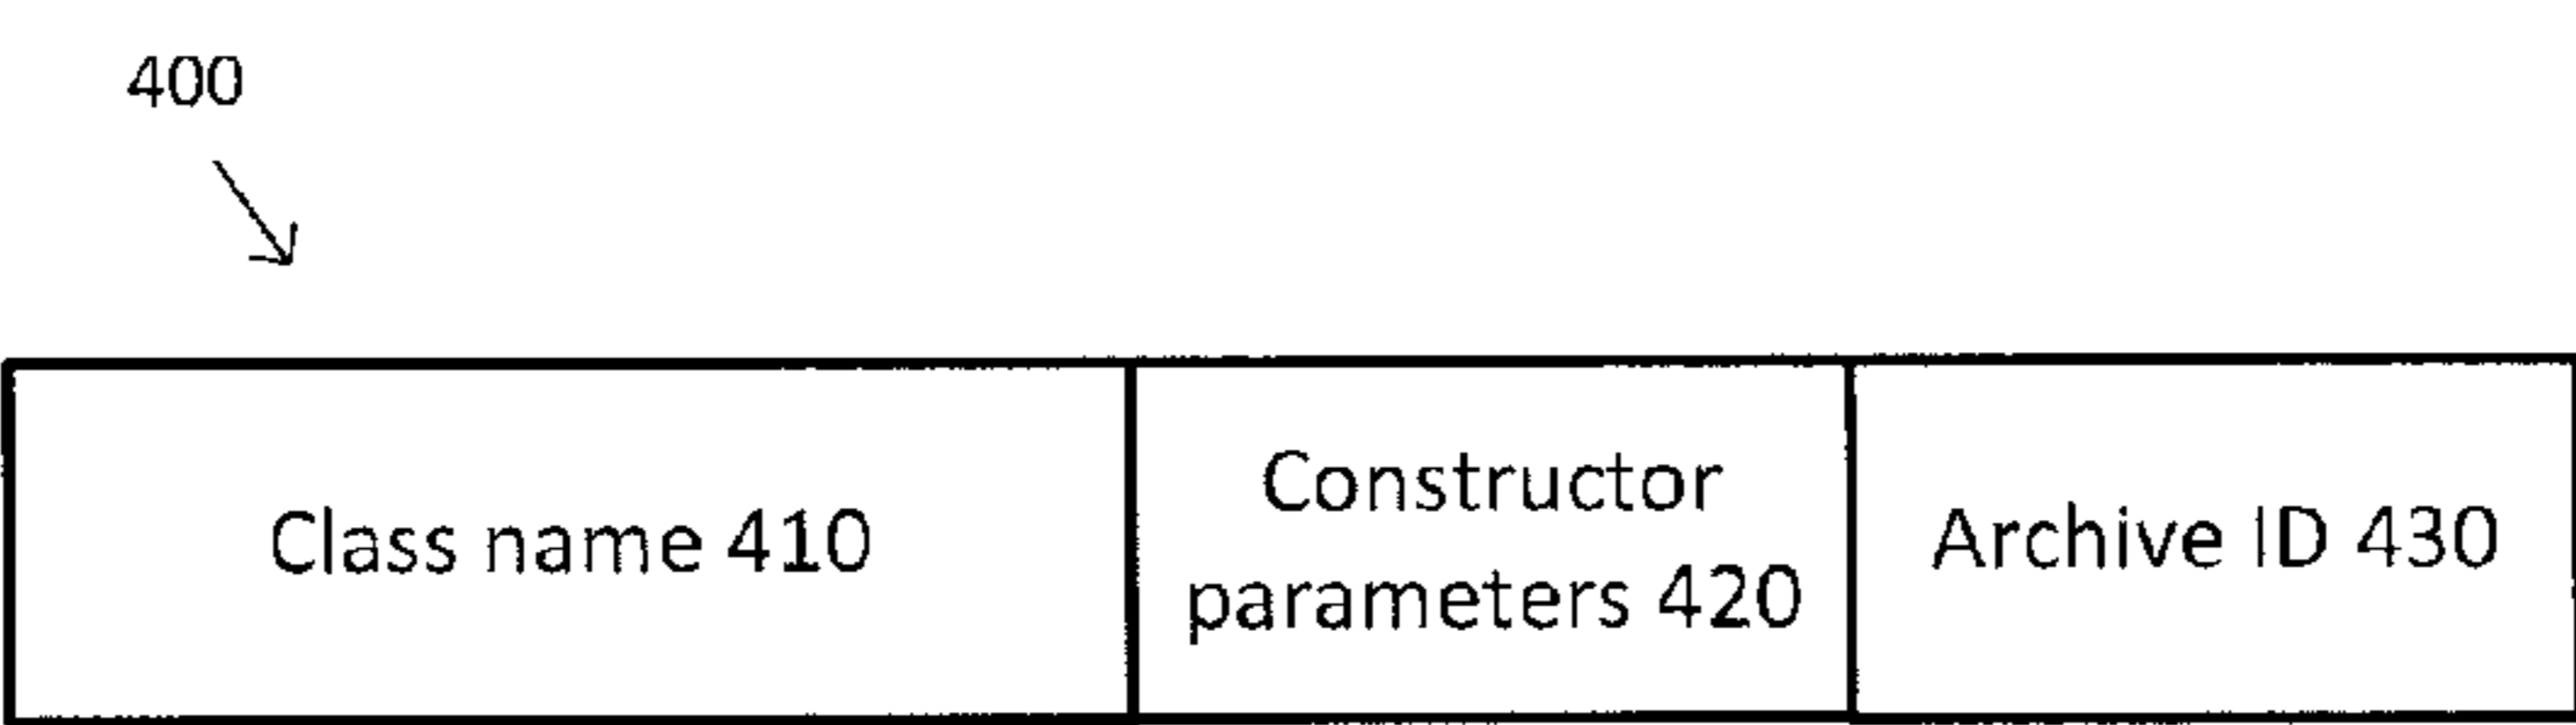 400
Class name 410
Constructor
parameters 420
Archive ID 430